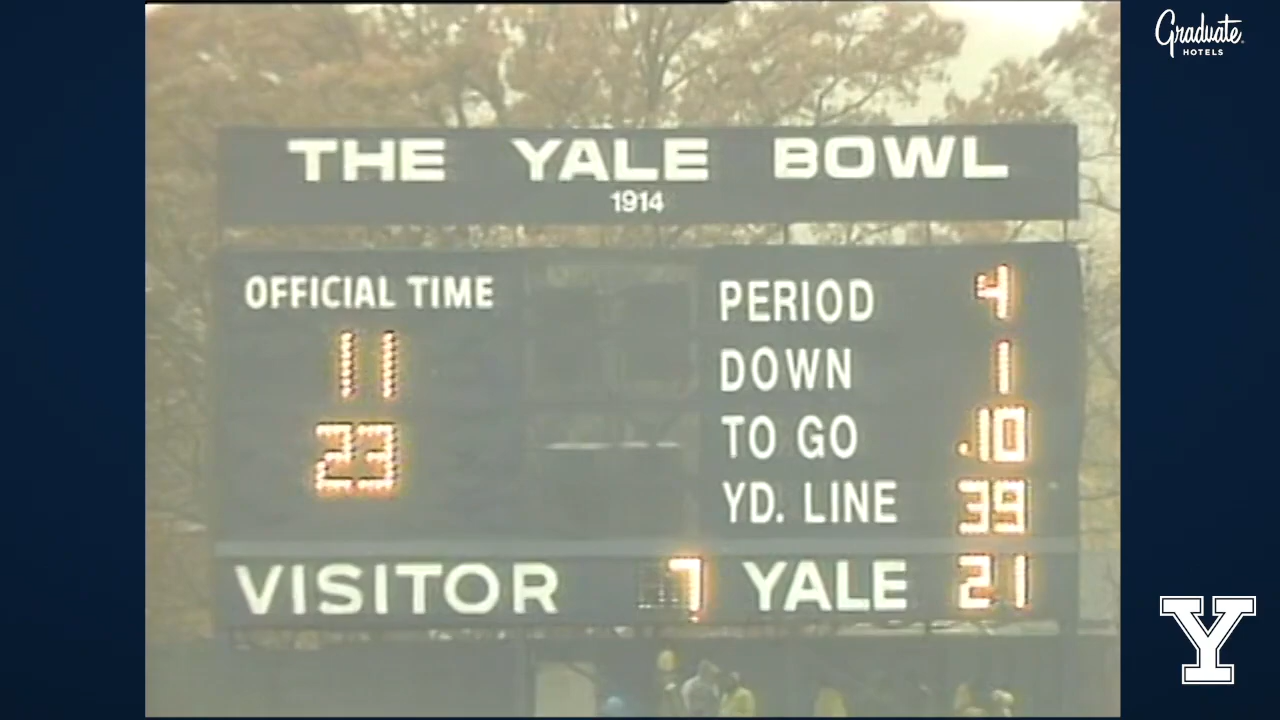 Graduate
HOTELS
THE YALE BOWL
1914
OFFICIAL TIME
11
23
PERIOD 4
DOWN 1
TO GO 10
YD. LINE 39
VISITOR 7 YALE 21
Y